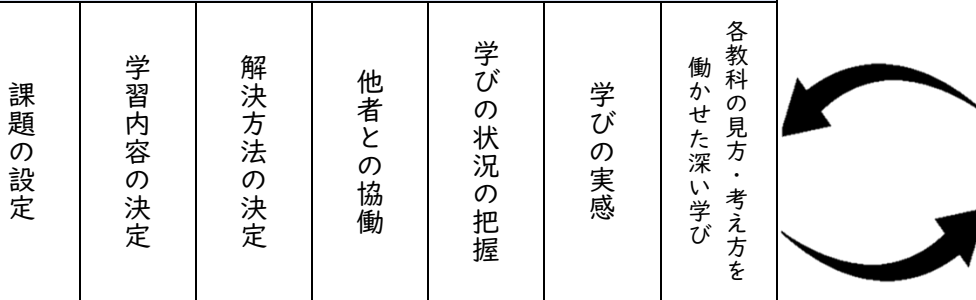 各教科の見方・考え方を
働かせた深い学び
学びの実感
学びの状況の把握
他者との協働
解決方法の決定
学習内容の決定
課題の設定